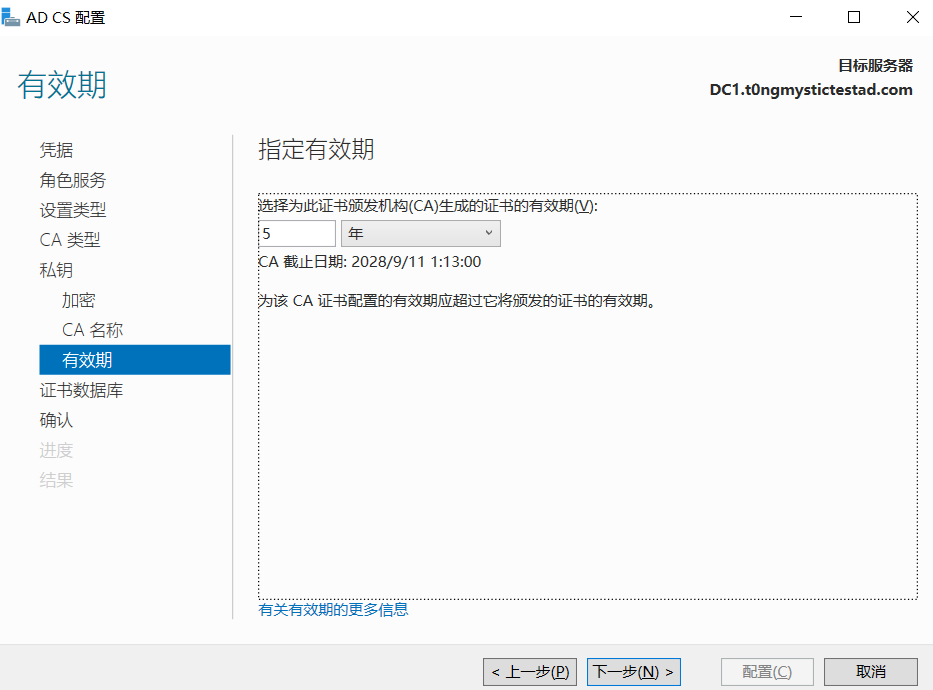 AD CS 配置
目标服务器
DC1.t0ngmystictestad.com
有效期
凭据
角色服务
设置类型
CA 类型
私钥
加密
CA 名称
有效期
证书数据库
确认
进度
结果
指定有效期
选择为此证书颁发机构(CA)生成的证书的有效期(V):
5 年
CA 截止日期: 2028/9/11 1:13:00
为该 CA 证书配置的有效期应超过它将颁发的证书的有效期。
有关有效期的更多信息
< 上一步(P) 下一步(N) > 配置(C) 取消